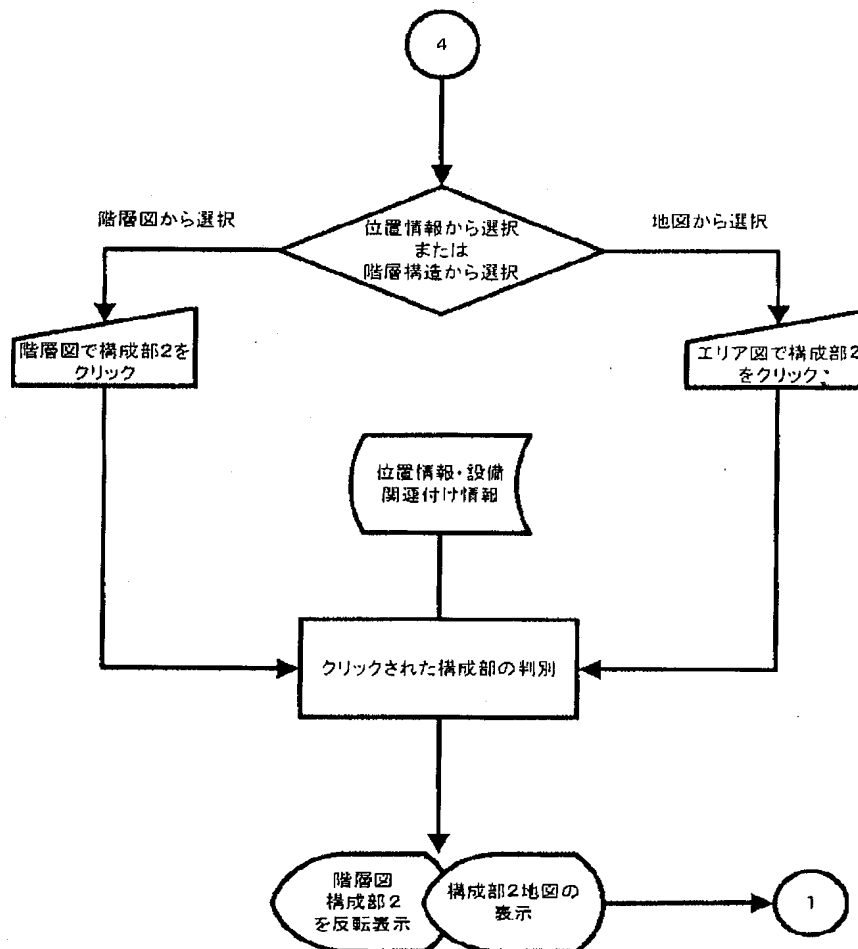 4
位置情報から選択
または
階層構造から選択
階層図から選択
地図から選択
階層図で構成部2を
クリック
エリア図で構成部2
をクリック
位置情報・設備
関連付け情報
クリックされた構成部の判別
階層図
構成部2
を反転表示
構成部2地図の
表示
1